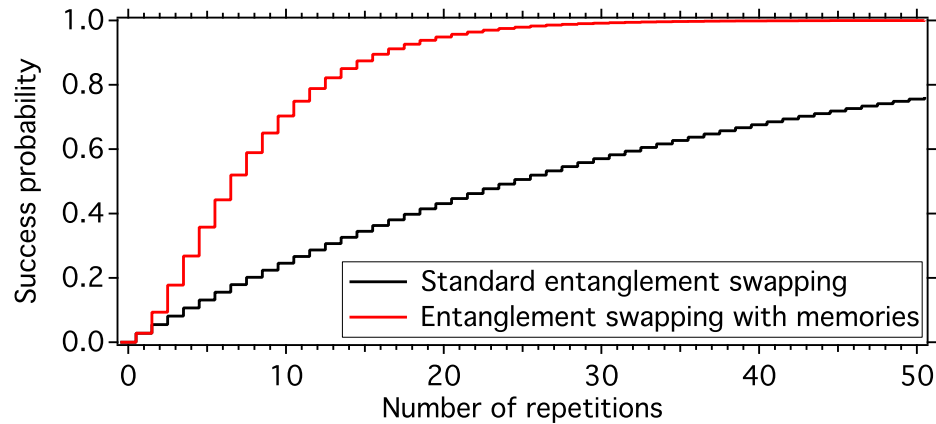 1.0
0.8
0.6
0.4
0.2
0.0
Success probability
Standard entanglement swapping
Entanglement swapping with memories
0 10 20 30 40 50
Number of repetitions